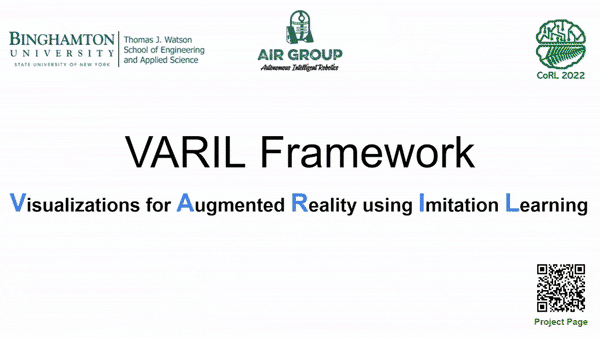 BINGHAMTON
UNIVERSITY
STATE UNIVERSITY OF NEW YORK
Thomas J. Watson
School of Engineering
and Applied Science
AIR GROUP
Autonomous Intelligent Robotics
CoRL 2022
VARIL Framework
Visualizations for Augmented Reality using Imitation Learning
Project Page